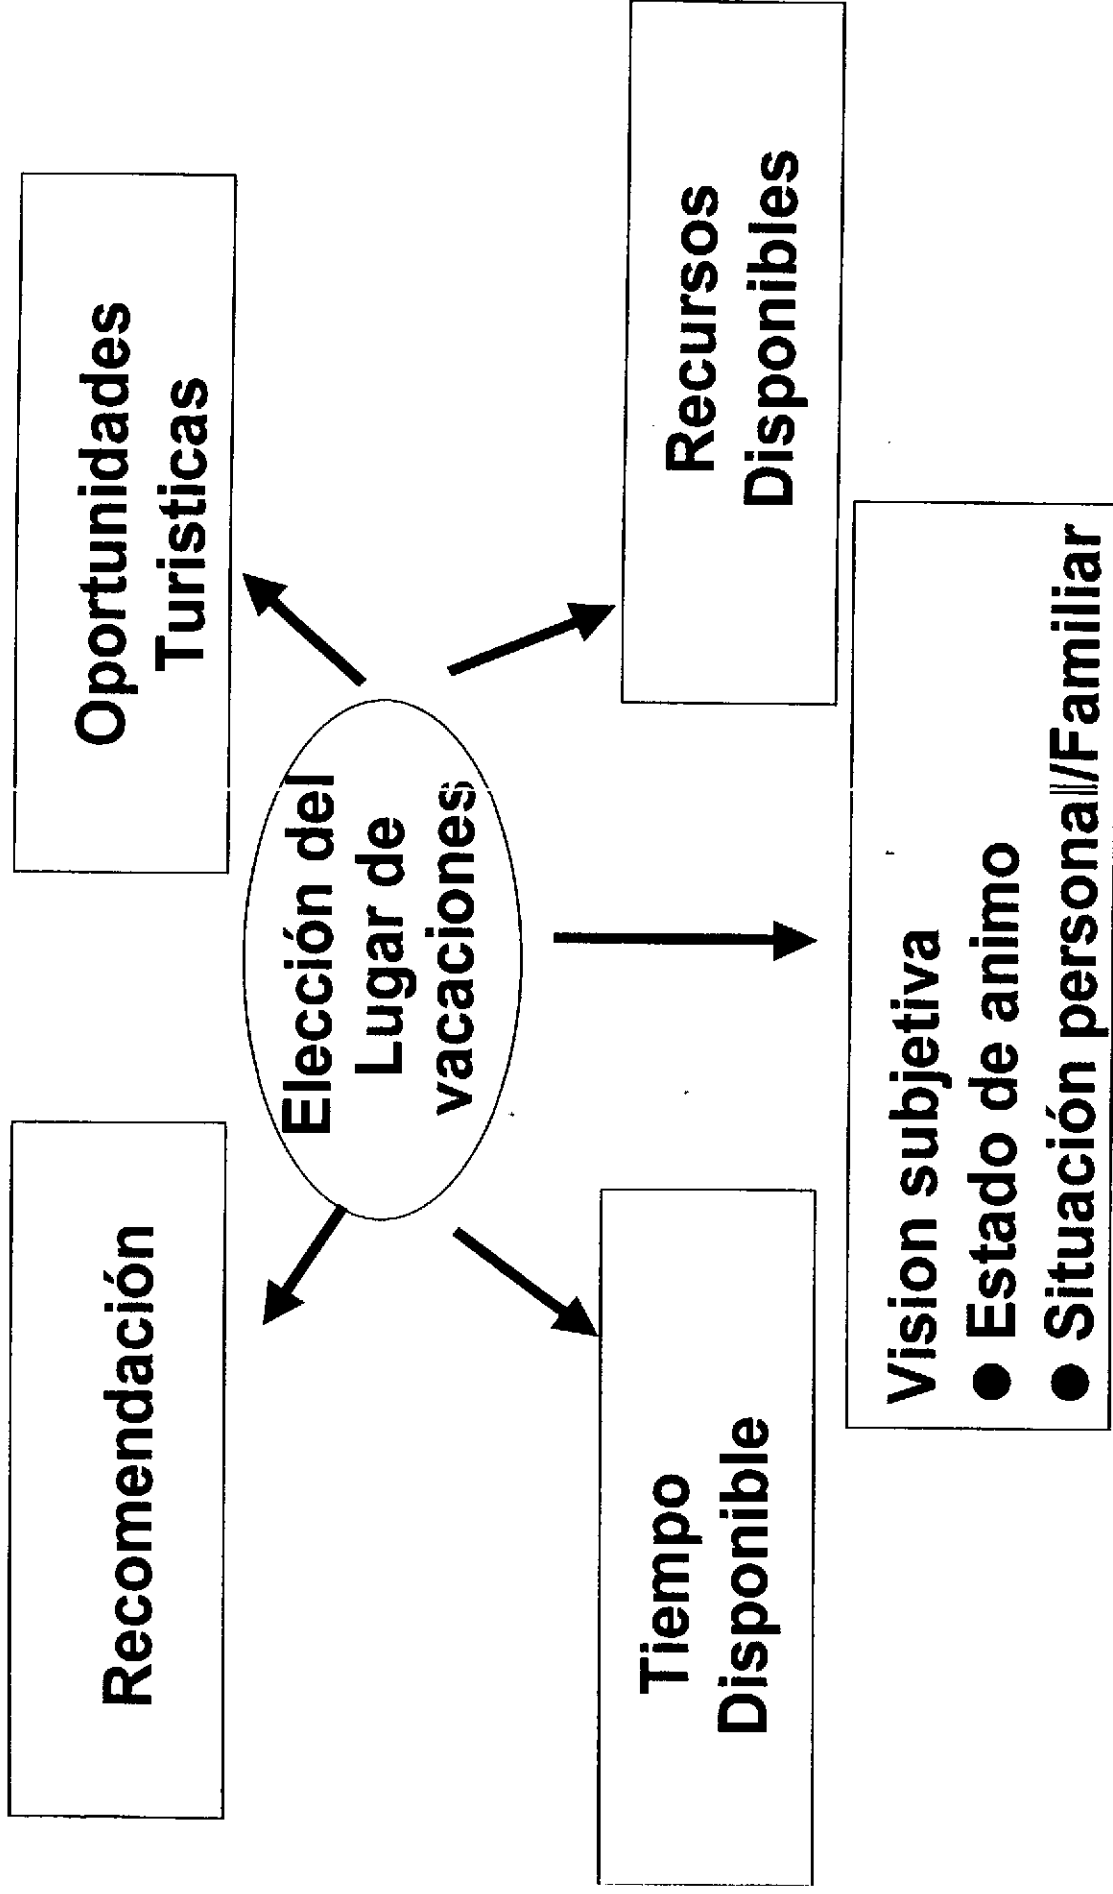 Recomendación
Oportunidades
Turisticas
Elección del
Lugar de
vacaciones
Tiempo
Disponible
Recursos
Disponibles
Vision subjetiva
● Estado de animo
● Situación personal/Familiar